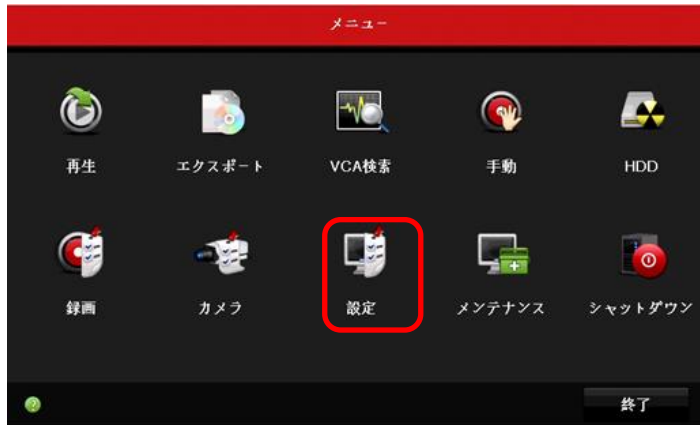 メニュー
再生 エクスポート VCA検索 手動 HDD
録画 カメラ 設定 メンテナンス シャットダウン
終了